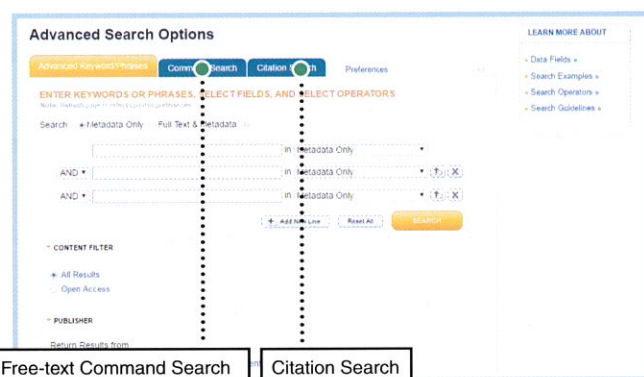 Advanced Search Options
Advanced Keyword/Phrases
Search
Citation
Preferences
ENTER KEYWORDS OR PHRASES, SELECT FIELDS, AND SELECT OPERATORS
Search Metadata Only Full Text & Metadata
in Metadata Only
AND in Metadata Only
AND in Metadata Only
+ Add New Line Reset All SEARCH
CONTENT FILTER
All Results
Open Access
PUBLISHER
Return Results from
Free-text Command Search
Citation Search
LEARN MORE ABOUT
Data Fields »
Search Examples »
Search Operators »
Search Guidelines »